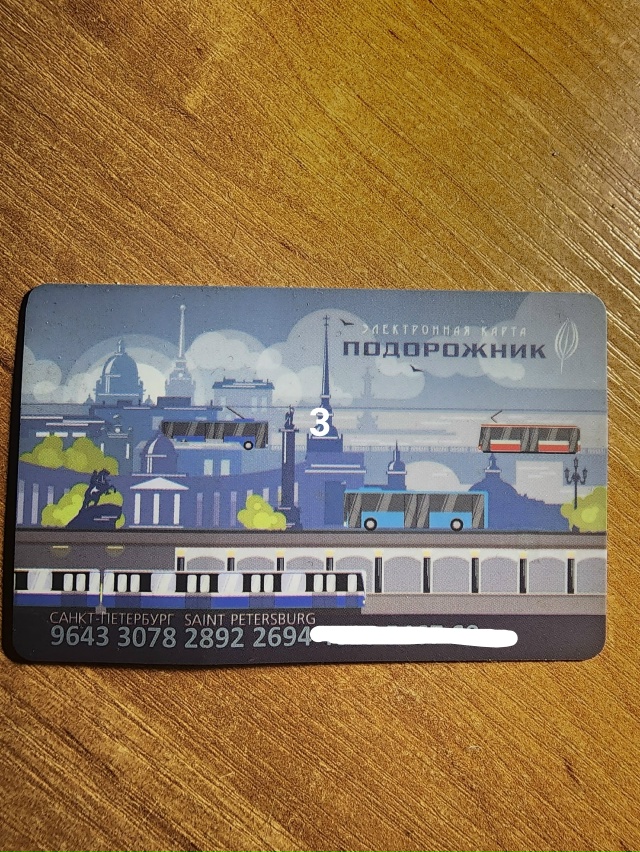 ЭЛЕКТРОННАЯ КАРТА
ПОДОРОЖНИК
3
САНКТ-ПЕТЕРБУРГ SAINT PETERSBURG
9643 3078 2892 2694